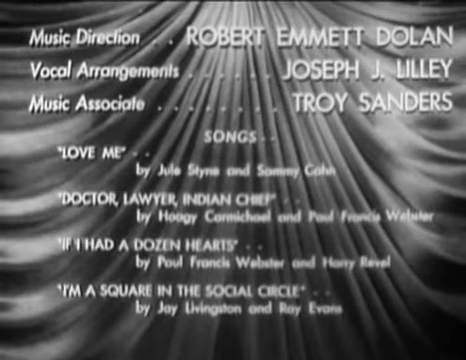 Music Direction . . ROBERT EMMETT DOLAN
Vocal Arrangements . . . . . . JOSEPH J. LILLEY
Music Associate . . . . . . . . TROY SANDERS
SONGS - -
"LOVE ME" - -
by Jule Styne and Sammy Cahn
"DOCTOR, LAWYER, INDIAN CHIEF" - -
by Hoagy Carmichael and Paul Francis Webster
"IF I HAD A DOZEN HEARTS" - -
by Paul Francis Webster and Harry Revel
"I'M A SQUARE IN THE SOCIAL CIRCLE" - -
by Jay Livingston and Ray Evans